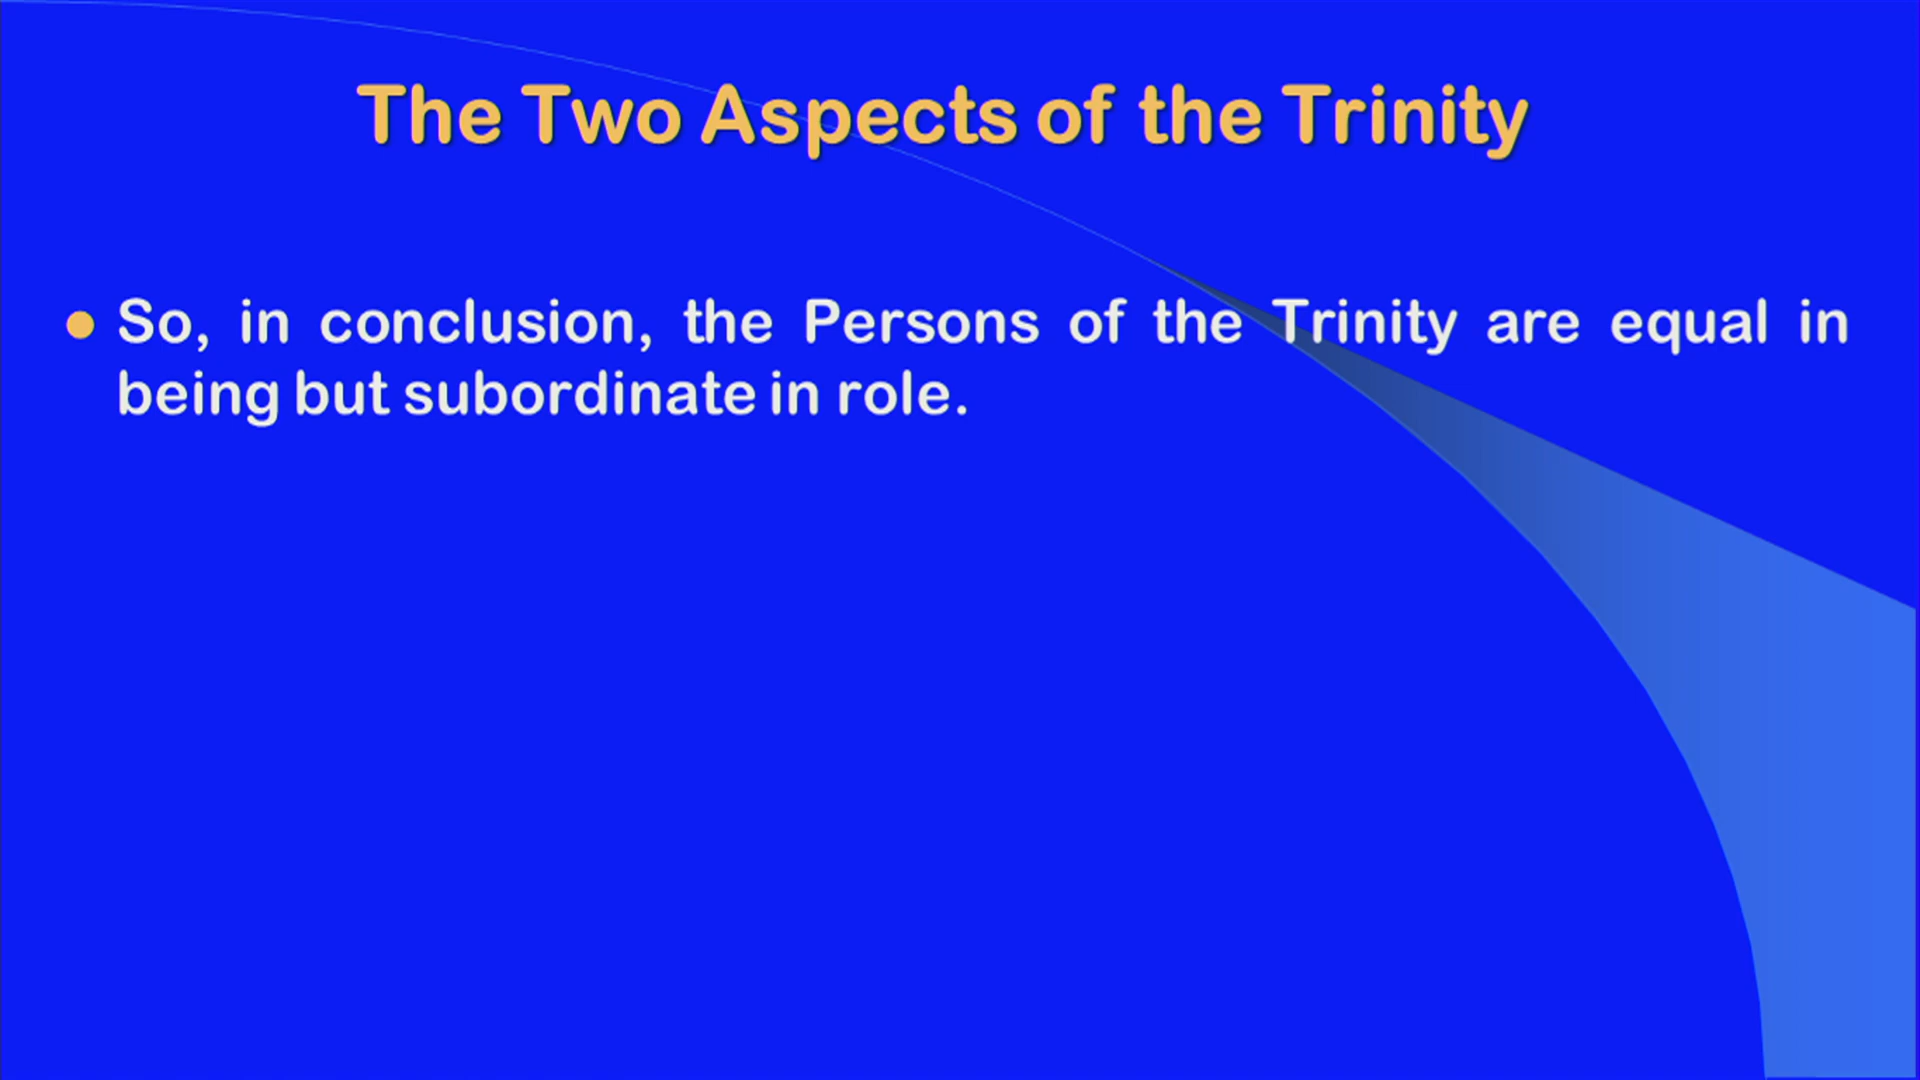 The Two Aspects of the Trinity
So, in conclusion, the Persons of the Trinity are equal in
being but subordinate in role.